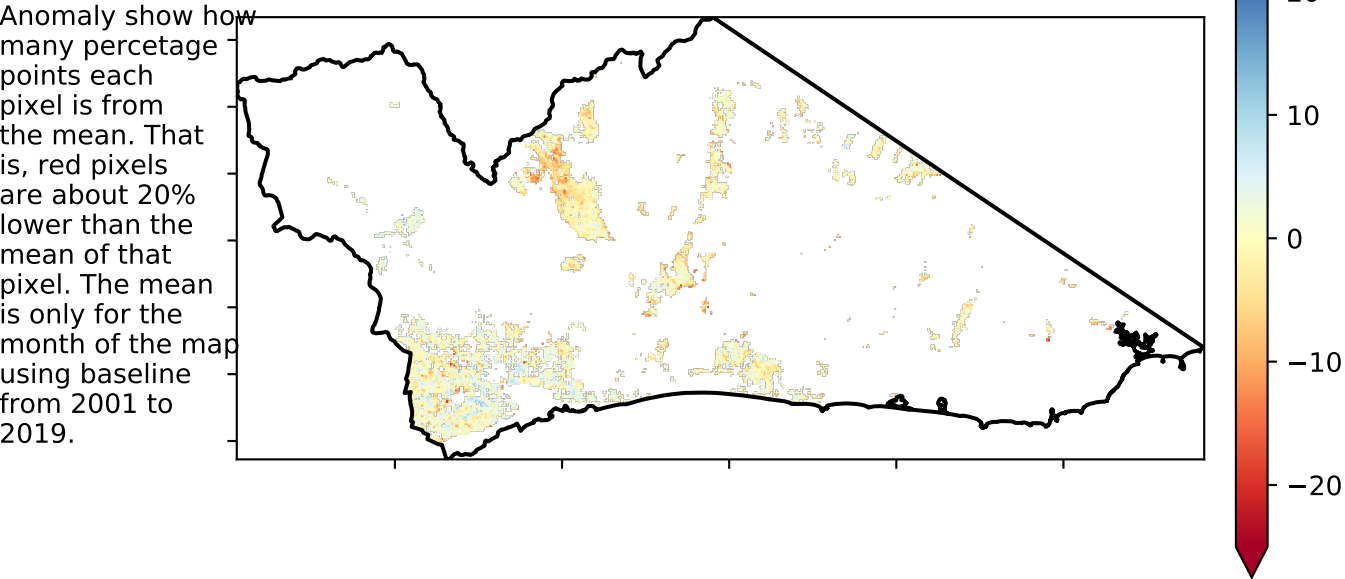 Anomaly show how
many percetage
points each
pixel is from
the mean. That
is, red pixels
are about 20%
lower than the
mean of that
pixel. The mean
is only for the
month of the map
using baseline
from 2001 to
2019.
10
0
−10
−20